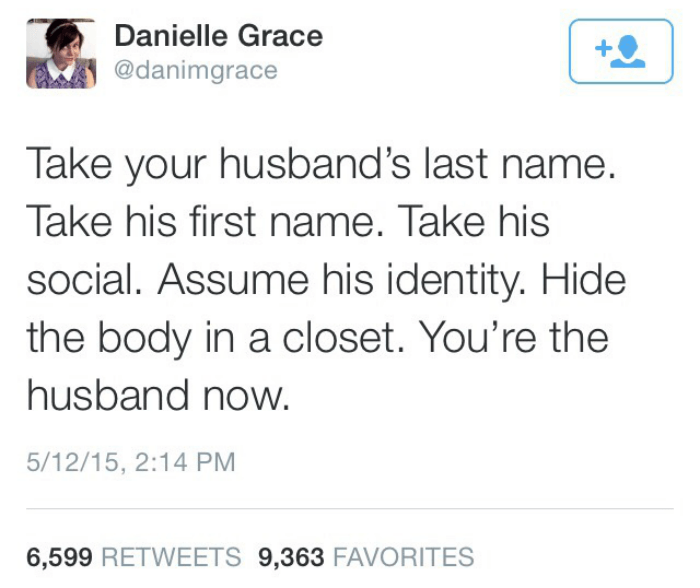 Danielle Grace
@danimgrace
Take your husband’s last name.
Take his first name. Take his
social. Assume his identity. Hide
the body in a closet. You’re the
husband now.
5/12/15, 2:14 PM
6,599 RETWEETS 9,363 FAVORITES